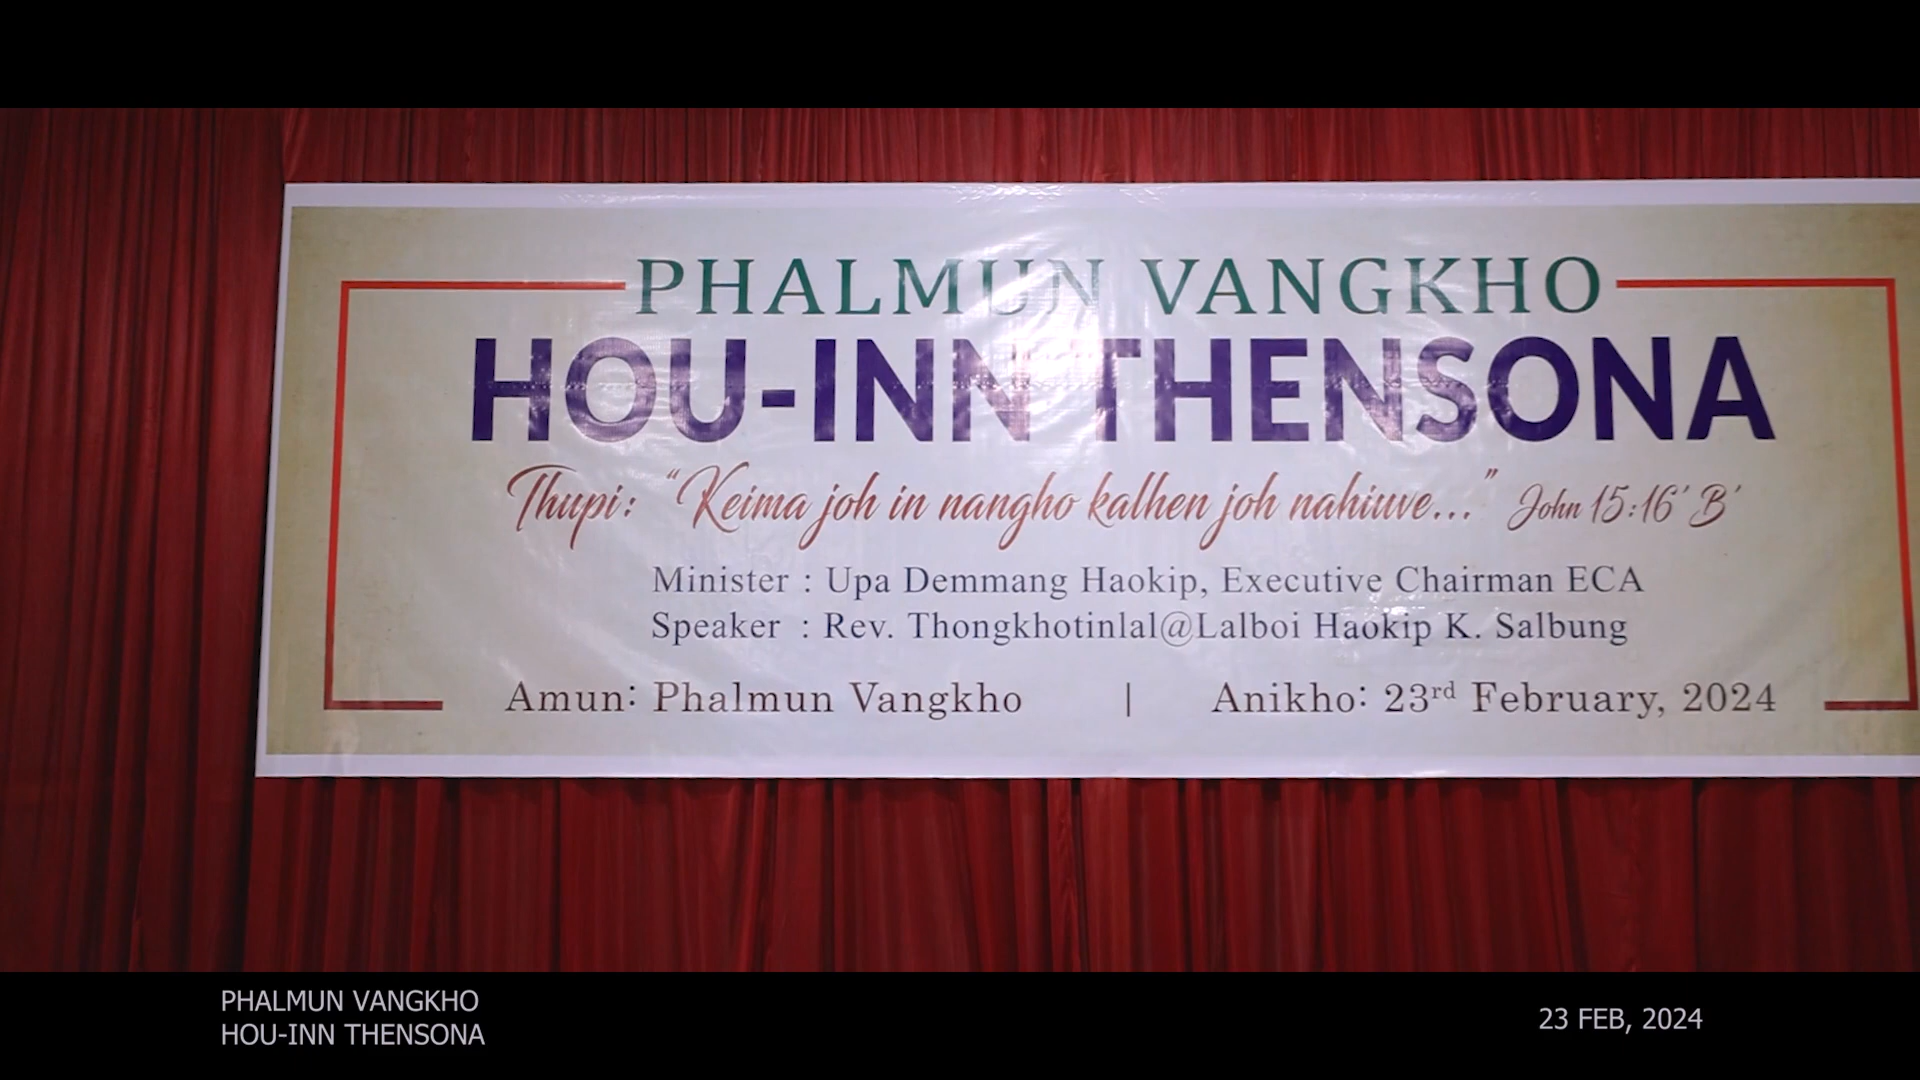 PHALMUN VANGKHO
HOU-INN THENSONA
Thupi: "Keima joh in nangho kalhen joh nahiuve..." John 15:16' B'
Minister : Upa Demmang Haokip, Executive Chairman ECA
Speaker : Rev. Thongkhotinlal@Lalboi Haokip K. Salbung
Amun: Phalmun Vangkho | Anikho: 23rd February, 2024
PHALMUN VANGKHO
HOU-INN THENSONA
23 FEB, 2024